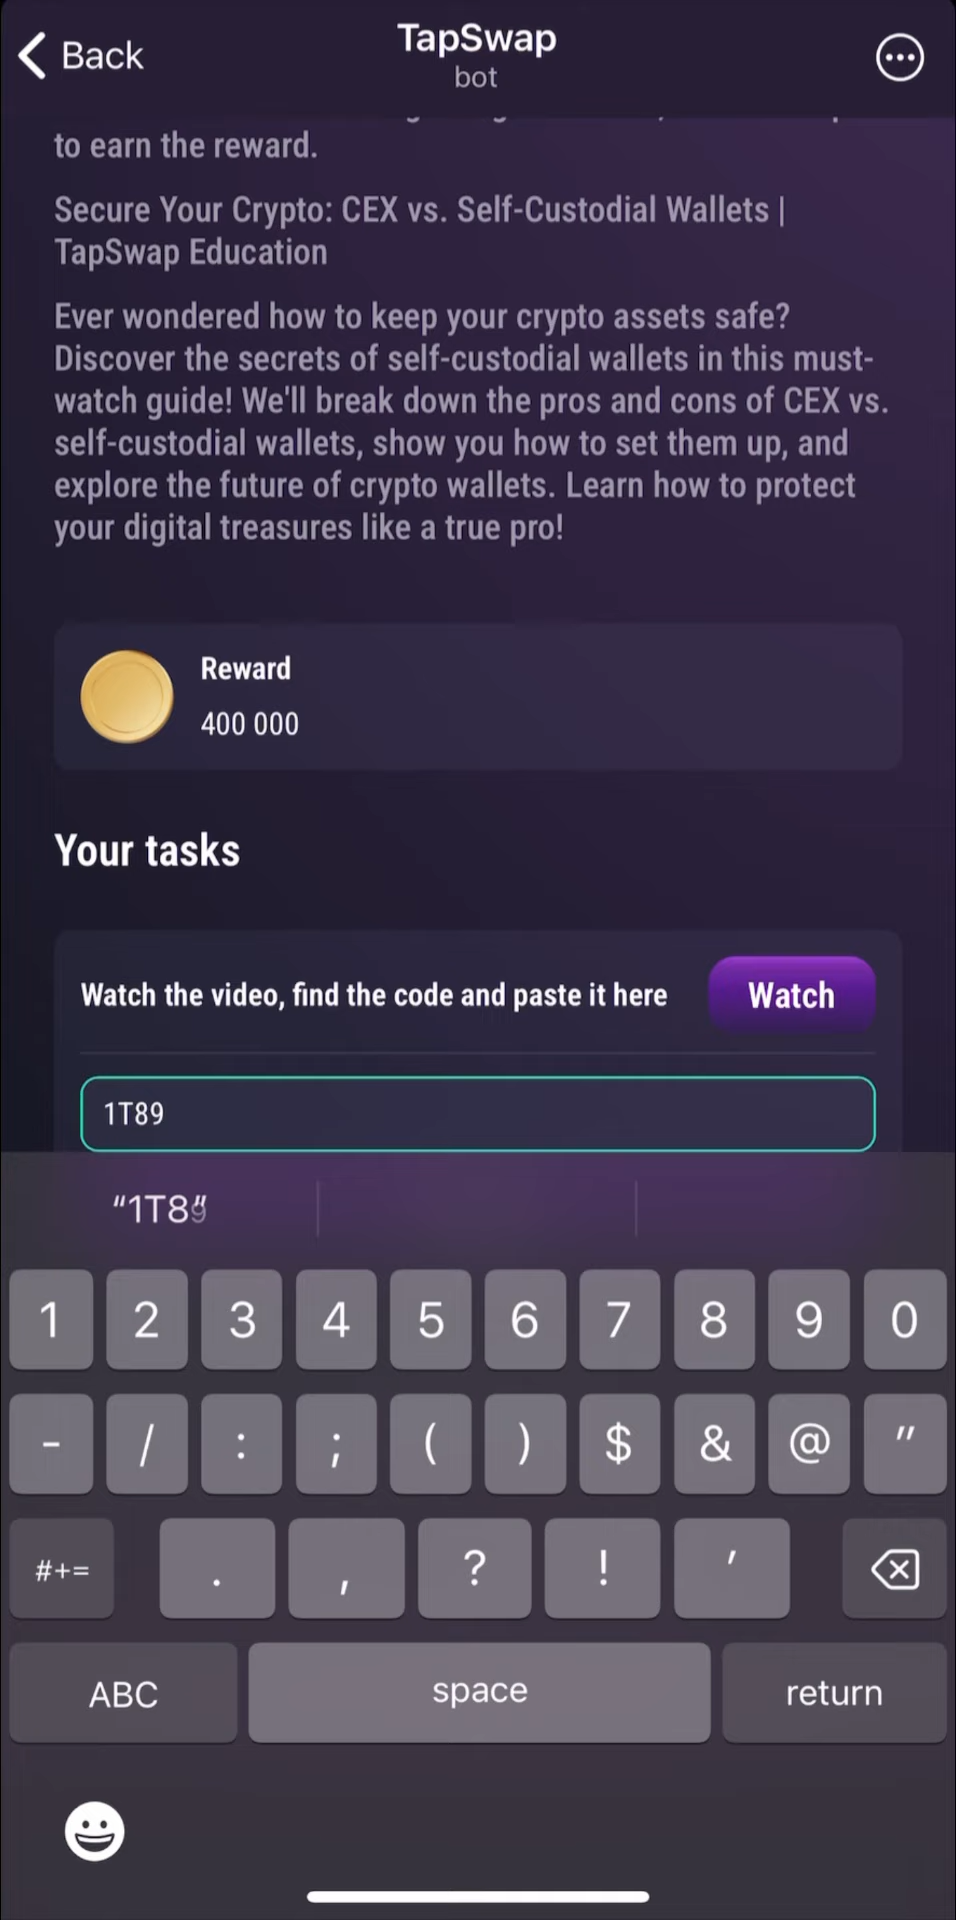 Back
TapSwap
bot
to earn the reward.
Secure Your Crypto: CEX vs. Self-Custodial Wallets |
TapSwap Education
Ever wondered how to keep your crypto assets safe?
Discover the secrets of self-custodial wallets in this must-
watch guide! We'll break down the pros and cons of CEX vs.
self-custodial wallets, show you how to set them up, and
explore the future of crypto wallets. Learn how to protect
your digital treasures like a true pro!
Reward
400 000
Your tasks
Watch the video, find the code and paste it here
Watch
1T89
“1T8
1 2 3 4 5 6 7 8 9 0
- / : ; ( ) $ & @ "
#+= . , ? ! '
ABC space return